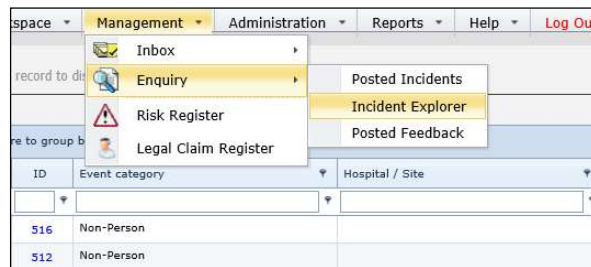 space Management Administration Reports Help Log Ou
Inbox
record to di
Enquiry
Posted Incidents
Incident Explorer
Risk Register
Posted Feedback
re to group b
Legal Claim Register
ID Event category Hospital / Site
516 Non-Person
512 Non-Person